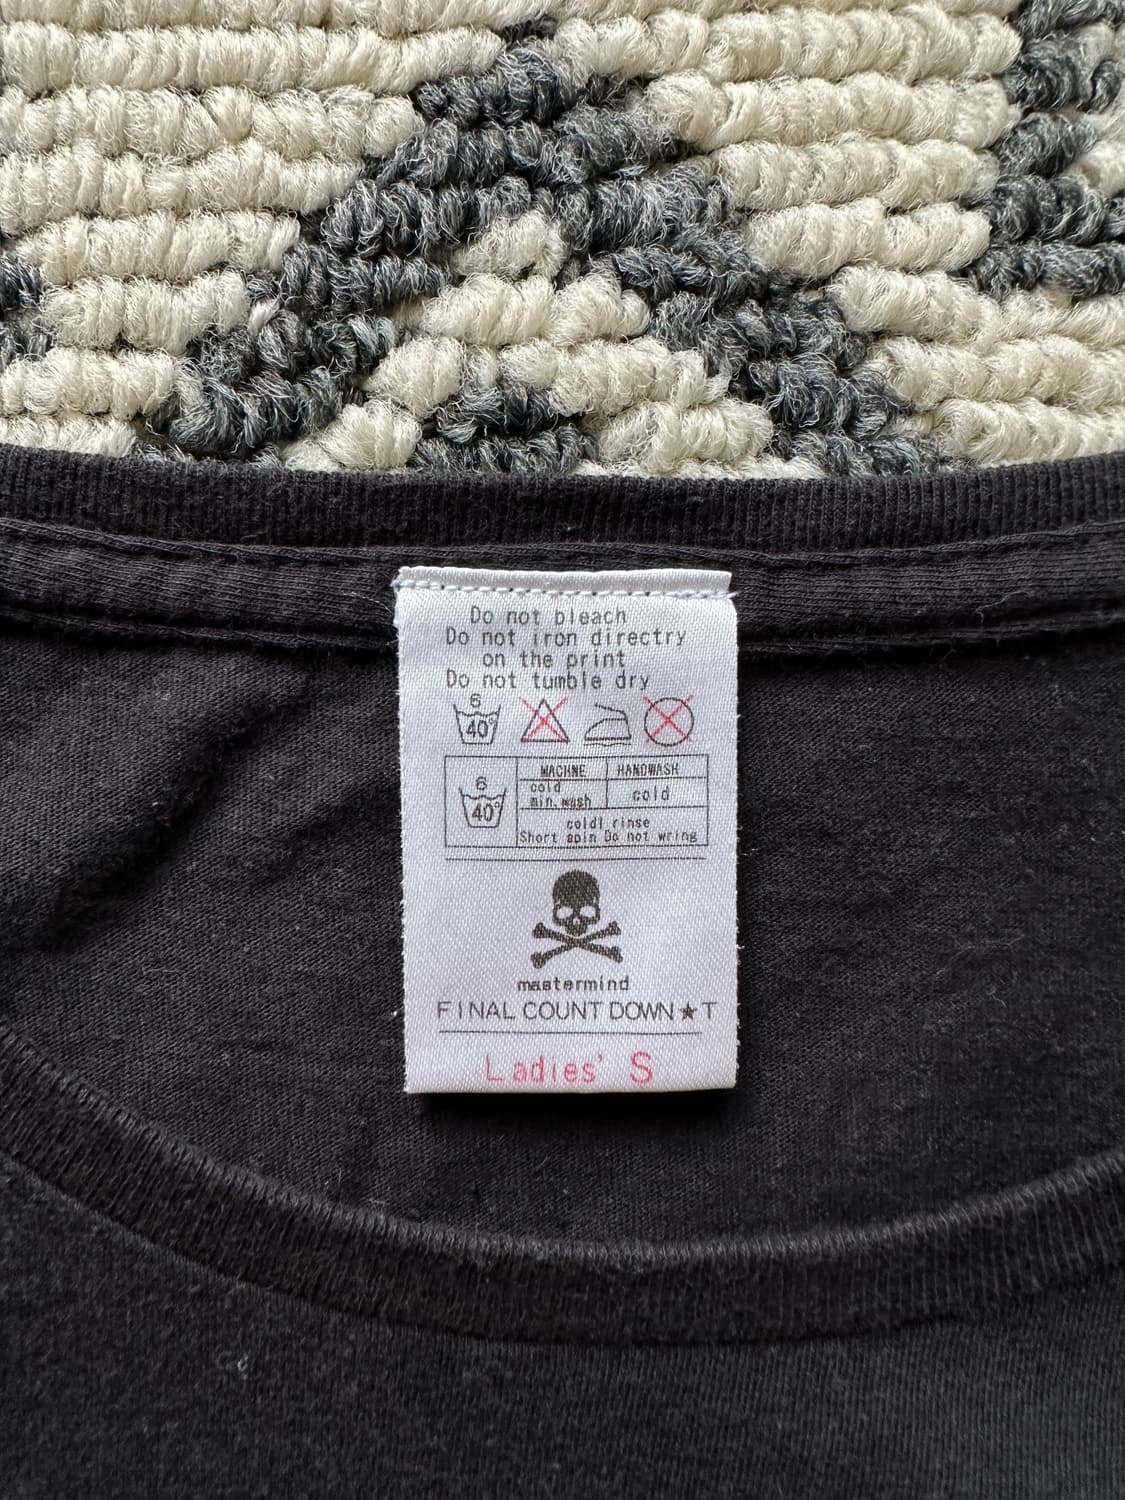 Do not bleach
Do not iron directry
on the print
Do not tumble dry
6
40°
6
40°
MACHNE
HANDWASH
cold
min. wash
cold
coldl rinse
Short spin Do not wring
mastermind
FINAL COUNT DOWN★T
Ladies' S